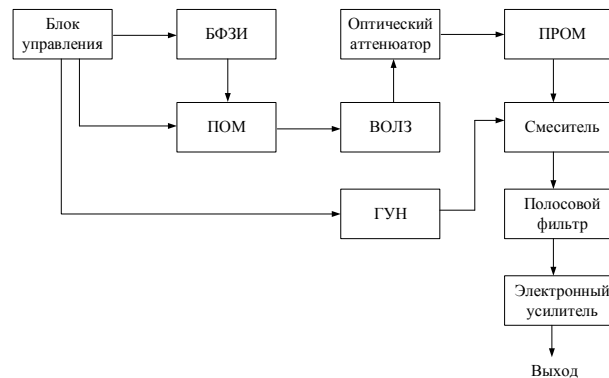 Блок
управления
БФЗИ
Оптический
аттенюатор
ПРОМ
ПОМ
ВОЛЗ
Смеситель
ГУН
Полосовой
фильтр
Электронный
усилитель
Выход